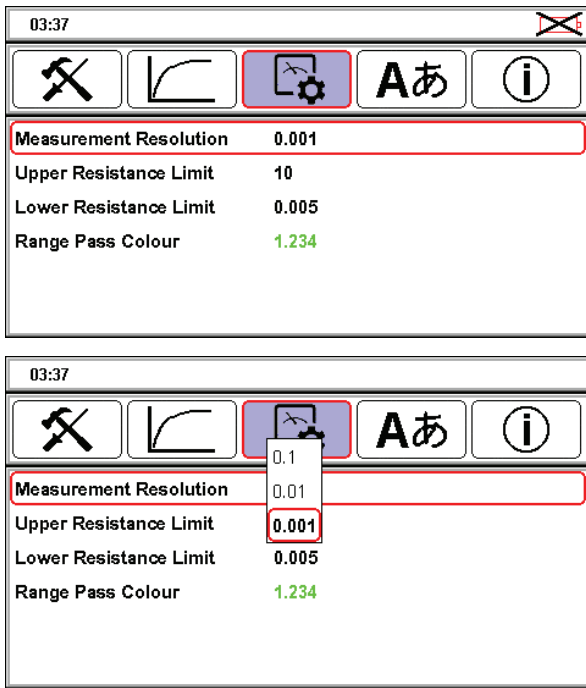 03:37
Aあ i
Measurement Resolution 0.001
Upper Resistance Limit 10
Lower Resistance Limit 0.005
Range Pass Colour 1.234
03:37
Aあ i
0.1
Measurement Resolution 0.01
Upper Resistance Limit 0.001
Lower Resistance Limit 0.005
Range Pass Colour 1.234